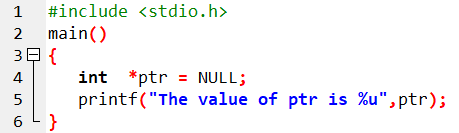 1 #include <stdio.h>
2 main()
3 {
4 int *ptr = NULL;
5 printf("The value of ptr is %u",ptr);
6 }